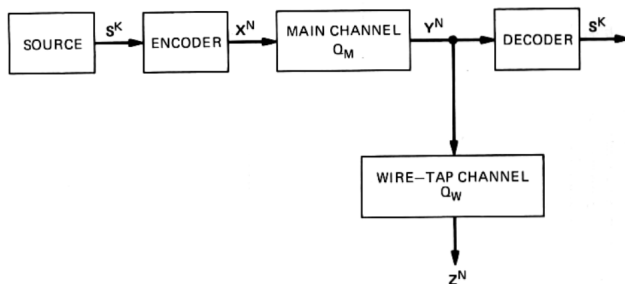 SOURCE
S^K
ENCODER
X^N
MAIN CHANNEL
Q_M
Y^N
DECODER
S^K
WIRE–TAP CHANNEL
Q_W
Z^N